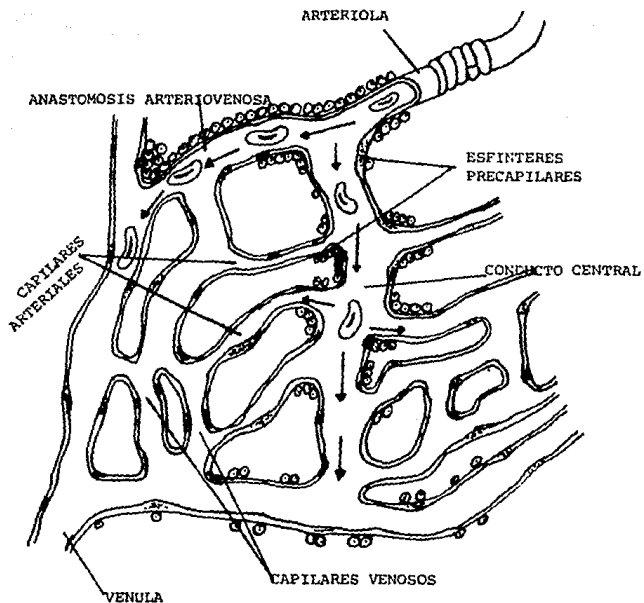 ARTERIOLA
ANASTOMOSIS ARTERIOVENOSA
ESFINTERES
PRECAPILARES
CAPILARES
ARTERIALES
CONDUCTO CENTRAL
CAPILARES VENOSOS
VENULA